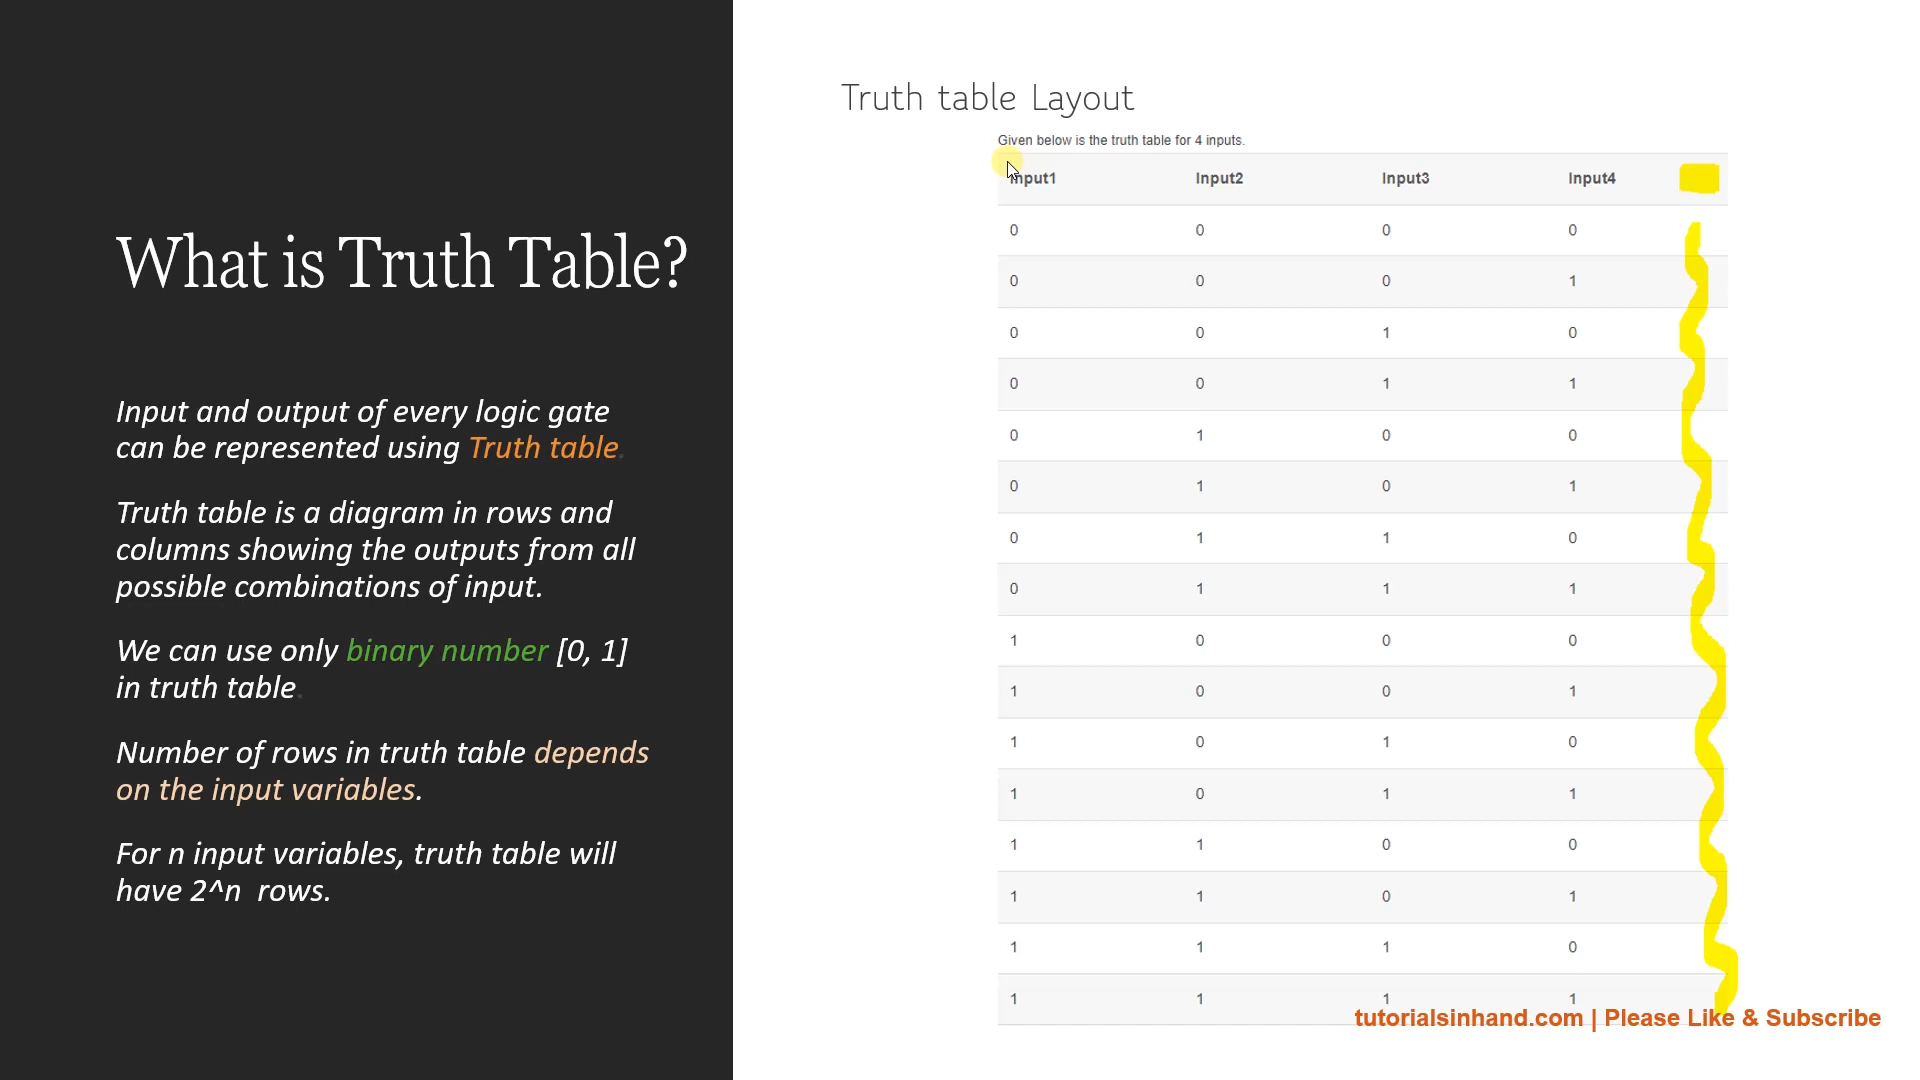 What is Truth Table?
Input and output of every logic gate
can be represented using Truth table.
Truth table is a diagram in rows and
columns showing the outputs from all
possible combinations of input.
We can use only binary number [0, 1]
in truth table.
Number of rows in truth table depends
on the input variables.
For n input variables, truth table will
have 2^n  rows.
Truth table Layout
Given below is the truth table for 4 inputs.
Input1 Input2 Input3 Input4
0 0 0 0
0 0 0 1
0 0 1 0
0 0 1 1
0 1 0 0
0 1 0 1
0 1 1 0
0 1 1 1
1 0 0 0
1 0 0 1
1 0 1 0
1 0 1 1
1 1 0 0
1 1 0 1
1 1 1 0
1 1 1 1
tutorialsinhand.com | Please Like & Subscribe